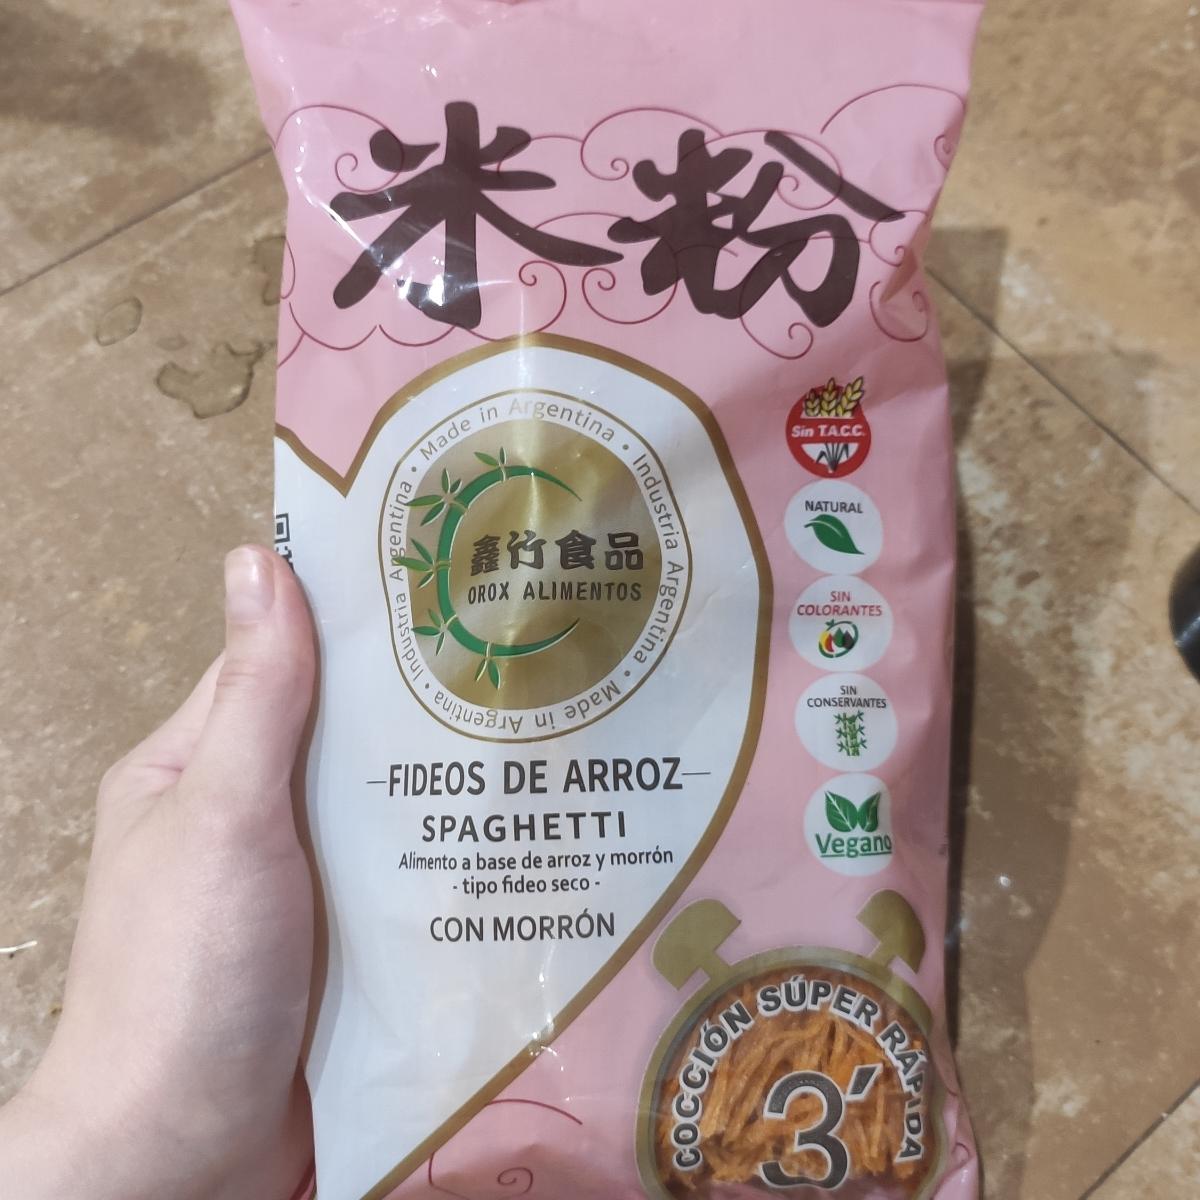 米粉
Made in Argentina • Industria Argentina • Made in Argentina • Industria Argentina •
鑫竹食品
OROX ALIMENTOS
FIDEOS DE ARROZ
SPAGHETTI
Alimento a base de arroz y morrón
- tipo fideo seco -
CON MORRÓN
Sin T.A.C.C.
NATURAL
SIN
COLORANTES
SIN
CONSERVANTES
Vegano
COCCIÓN SÚPER RÁPIDA
3'